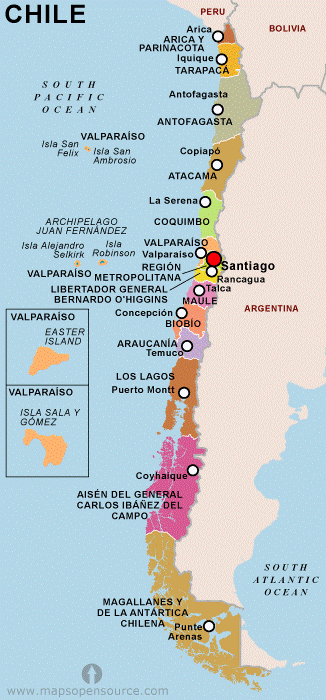 CHILE
PERU
BOLIVIA
Arica
ARICA Y
PARINACOTA
Iquique
TARAPACÁ
SOUTH
PACIFIC
OCEAN
Antofagasta
ANTOFAGASTA
VALPARAÍSO
Isla San
Felix
Isla San
Ambrosio
Copiapó
ATACAMA
La Serena
COQUIMBO
ARCHIPELAGO
JUAN FERNÁNDEZ
Isla Alejandro
Selkirk
Isla
Robinson
VALPARAÍSO
VALPARAÍSO
Valparaíso
REGIÓN
METROPOLITANA
Santiago
Rancagua
LIBERTADOR GENERAL
BERNARDO O'HIGGINS
Talca
MAULE
ARGENTINA
Concepción
BIOBÍO
VALPARAÍSO
EASTER
ISLAND
ARAUCANÍA
Temuco
LOS LAGOS
Puerto Montt
VALPARAÍSO
ISLA SALA Y
GÓMEZ
Coyhaique
AISÉN DEL GENERAL
CARLOS IBÁÑEZ DEL
CAMPO
SOUTH
ATLANTIC
OCEAN
MAGALLANES Y
DE LA ANTÁRTICA
CHILENA
Punte
Arenas
© www.mapsopensource.com